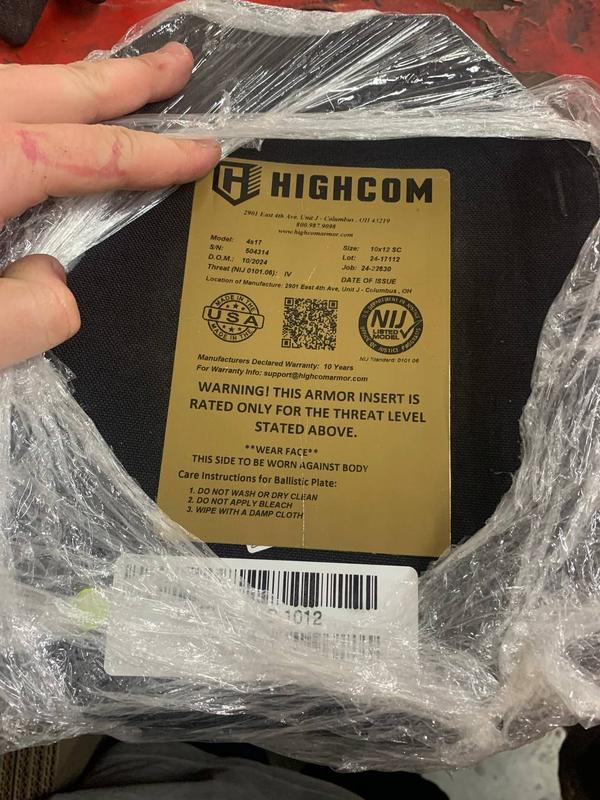 HIGHCOM
2901 East 4th Ave. Unit J - Columbus, OH 43219
800.987.9098
www.highcomarmor.com
Model: 4s17 Size: 10x12 SC
S/N: 504314 Lot: 24-17112
D.O.M.: 10/2024 Job: 24-22630
Threat (NIJ 0101.06): IV DATE OF ISSUE
Location of Manufacture: 2901 East 4th Ave, Unit J - Columbus, OH
MADE IN THE
USA
MADE IN THE
NIJ
LISTED
MODEL
NIJ Standard: 0101.06
Manufacturers Declared Warranty: 10 Years
For Warranty Info: support@highcomarmor.com
WARNING! THIS ARMOR INSERT IS
RATED ONLY FOR THE THREAT LEVEL
STATED ABOVE.
**WEAR FACE**
THIS SIDE TO BE WORN AGAINST BODY
Care Instructions for Ballistic Plate:
1. DO NOT WASH OR DRY CLEAN
2. DO NOT APPLY BLEACH
3. WIPE WITH A DAMP CLOTH
1012